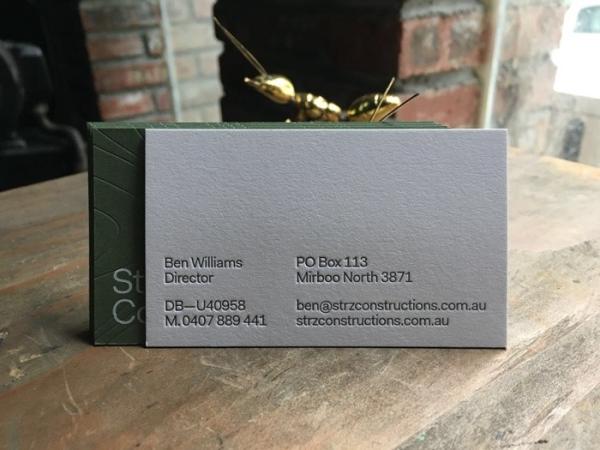 Ben Williams
Director
DB—U40958
M. 0407 889 441
PO Box 113
Mirboo North 3871
ben@strzconstructions.com.au
strzconstructions.com.au